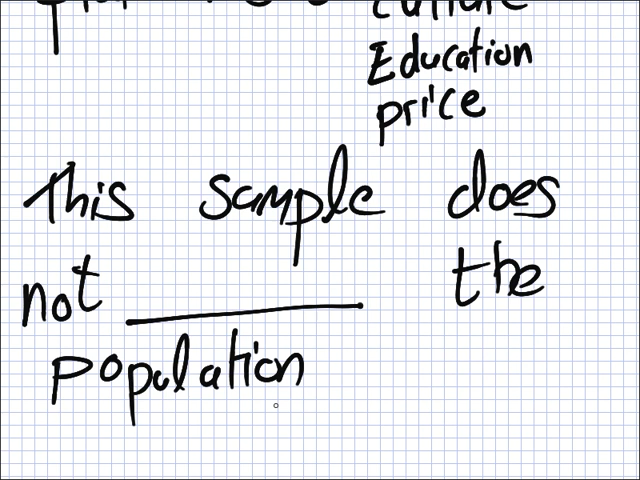 culture
Education
price
This sample does
not ________ the
population